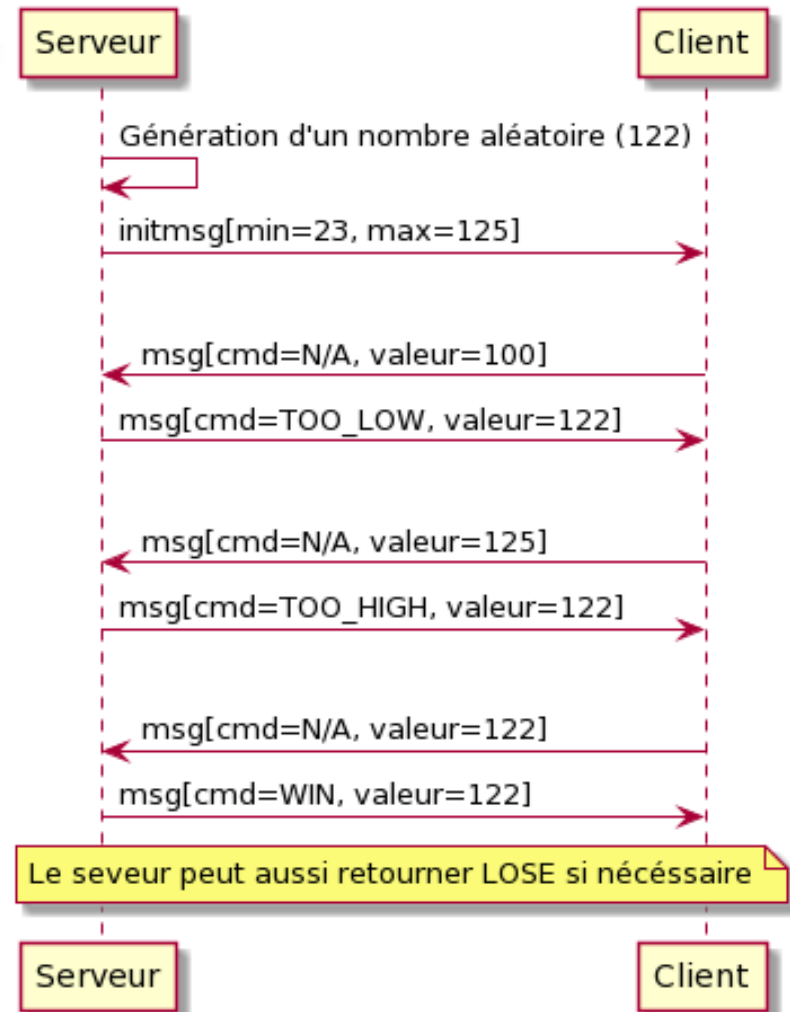 Serveur
Client
Génération d'un nombre aléatoire (122)
initmsg[min=23, max=125]
msg[cmd=N/A, valeur=100]
msg[cmd=TOO_LOW, valeur=122]
msg[cmd=N/A, valeur=125]
msg[cmd=TOO_HIGH, valeur=122]
msg[cmd=N/A, valeur=122]
msg[cmd=WIN, valeur=122]
Le seveur peut aussi retourner LOSE si nécéssaire
Serveur
Client